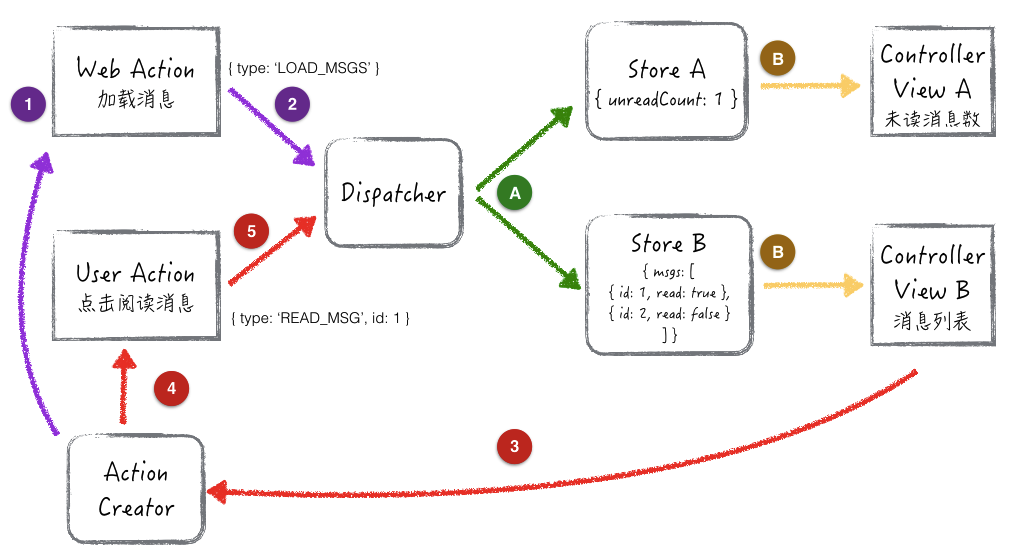 Web Action
加载消息
{ type: ‘LOAD_MSGS’ }
1
2
Store A
{ unreadCount: 1 }
B
Controller
View A
未读消息数
Dispatcher
A
User Action
点击阅读消息
5
{ type: ‘READ_MSG’, id: 1 }
Store B
{ msgs: [
{ id: 1, read: true },
{ id: 2, read: false }
] }
B
Controller
View B
消息列表
4
3
Action
Creator